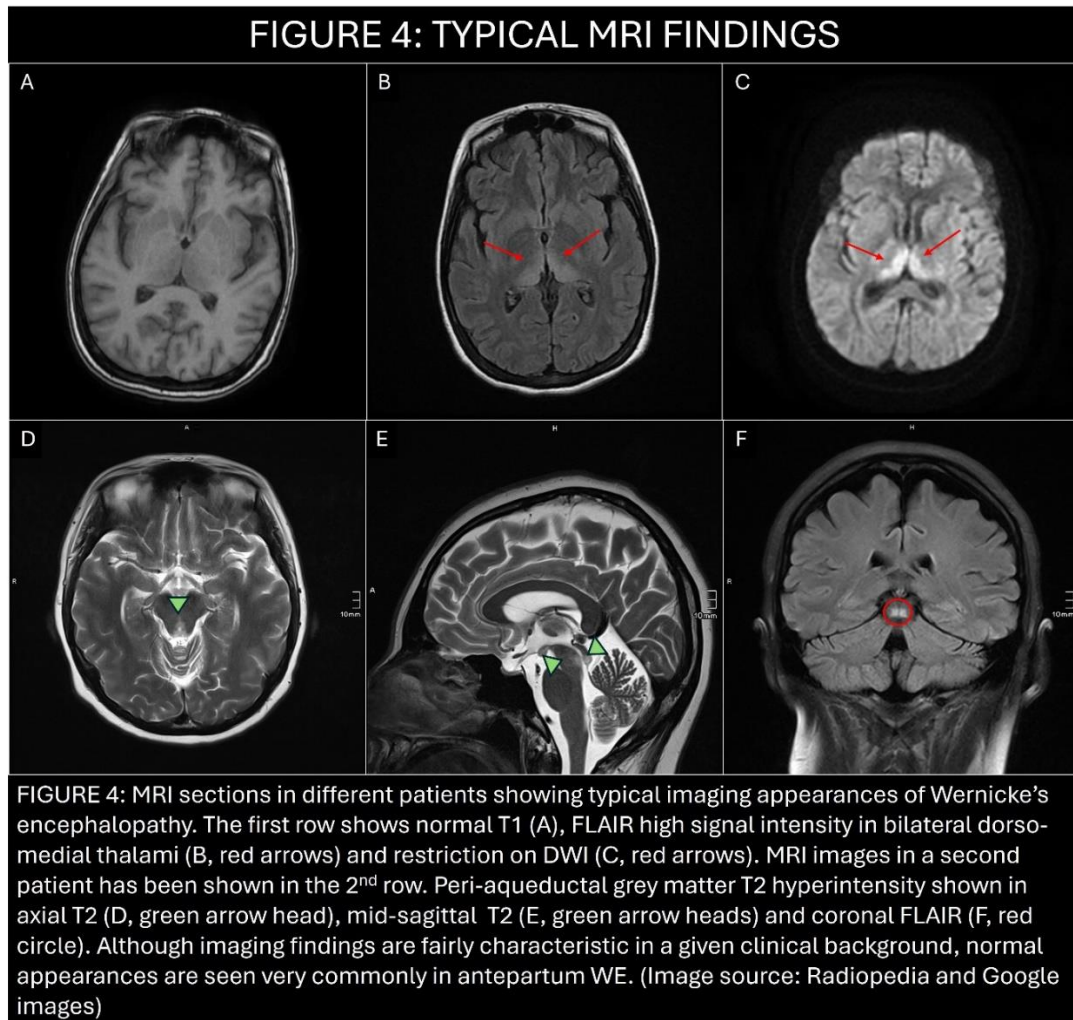 FIGURE 4: TYPICAL MRI FINDINGS
A
B
C
D
A
R
10mm
E
H
A
10mm
F
H
R
10mm
FIGURE 4: MRI sections in different patients showing typical imaging appearances of Wernicke's
encephalopathy. The first row shows normal T1 (A), FLAIR high signal intensity in bilateral dorso-
medial thalami (B, red arrows) and restriction on DWI (C, red arrows). MRI images in a second
patient has been shown in the 2nd row. Peri-aqueductal grey matter T2 hyperintensity shown in
axial T2 (D, green arrow head), mid-sagittal T2 (E, green arrow heads) and coronal FLAIR (F, red
circle). Although imaging findings are fairly characteristic in a given clinical background, normal
appearances are seen very commonly in antepartum WE. (Image source: Radiopedia and Google
images)